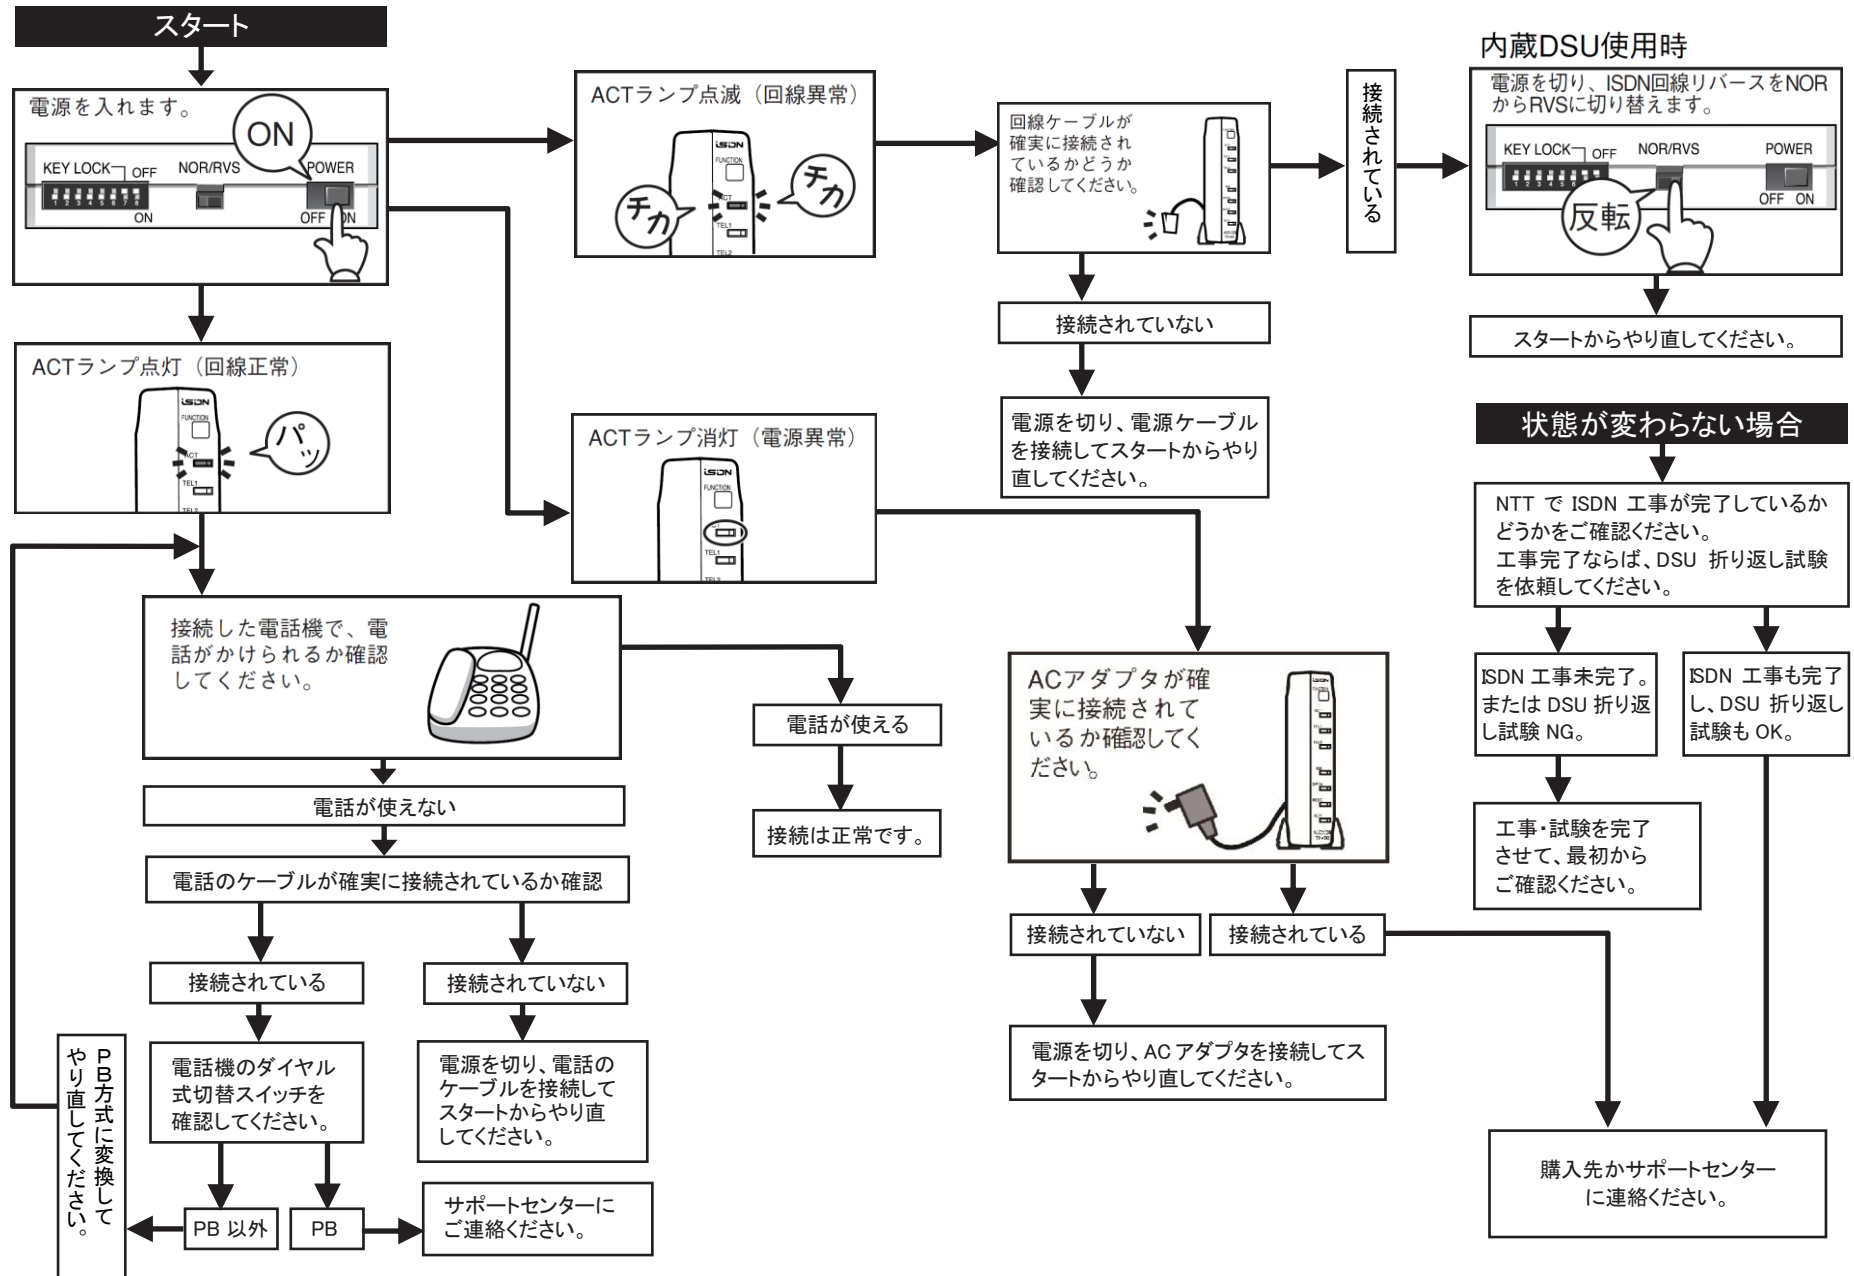 スタート
電源を入れます。
ON
KEY LOCK
OFF
NOR/RVS
POWER
1 2 3 4 5 6 7 8
ON
OFF ON
ACTランプ点滅（回線異常）
iSDN
FUNCTION
チカ
チカ
ACT
TEL1
TEL2
回線ケーブルが
確実に接続され
ているかどうか
確認してください。
接続されている
内蔵DSU使用時
電源を切り、ISDN回線リバースをNOR
からRVSに切り替えます。
KEY LOCK
OFF
NOR/RVS
POWER
反転
OFF ON
スタートからやり直してください。
接続されていない
電源を切り、電源ケーブル
を接続してスタートからやり
直してください。
ACTランプ点灯（回線正常）
iSDN
FUNCTION
パッ
ACT
TEL1
TEL2
ACTランプ消灯（電源異常）
iSDN
FUNCTION
TEL1
TEL2
状態が変わらない場合
NTT で ISDN 工事が完了しているか
どうかをご確認ください。
工事完了ならば、DSU 折り返し試験
を依頼してください。
ISDN 工事未完了。
または DSU 折り返
し試験 NG。
ISDN 工事も完了
し、DSU 折り返し
試験も OK。
工事・試験を完了
させて、最初から
ご確認ください。
接続した電話機で、電
話がかけられるか確認
してください。
電話が使える
接続は正常です。
電話が使えない
電話のケーブルが確実に接続されているか確認
接続されている
接続されていない
電話機のダイヤル
式切替スイッチを
確認してください。
電源を切り、電話の
ケーブルを接続して
スタートからやり直
してください。
PB方式に変換して
やり直してください。
PB 以外
PB
サポートセンターに
ご連絡ください。
ACアダプタが確
実に接続されて
いるか確認してく
ださい。
iSDN
接続されていない
接続されている
電源を切り、AC アダプタを接続してス
タートからやり直してください。
購入先かサポートセンター
に連絡ください。